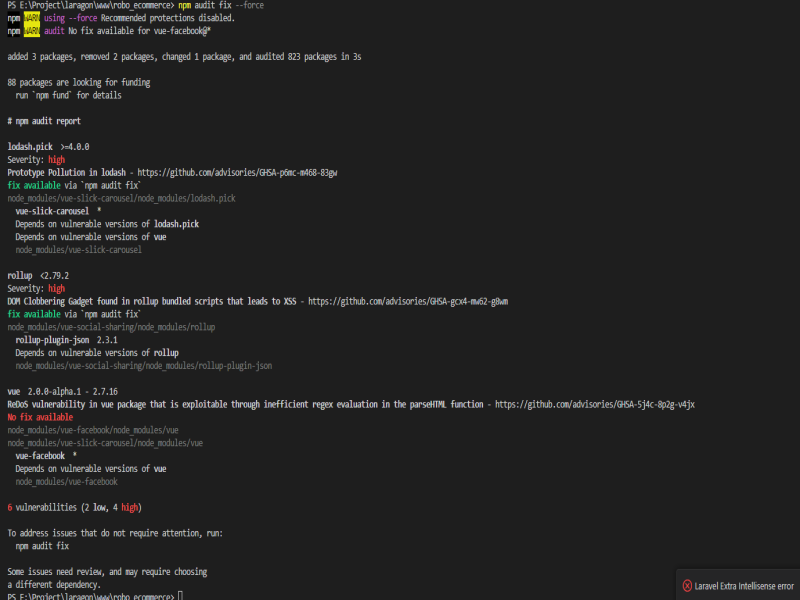 PS E:\Project\laragon\www\robo_ecommerce> npm audit fix --force
npm WARN using --force Recommended protections disabled.
npm WARN audit No fix available for vue-facebook@*
added 3 packages, removed 2 packages, changed 1 package, and audited 823 packages in 3s
88 packages are looking for funding
run `npm fund` for details
# npm audit report
lodash.pick >=4.0.0
Severity: high
Prototype Pollution in lodash - https://github.com/advisories/GHSA-p6mc-m468-83gw
fix available via `npm audit fix`
node_modules/vue-slick-carousel/node_modules/lodash.pick
vue-slick-carousel *
Depends on vulnerable versions of lodash.pick
Depends on vulnerable versions of vue
node_modules/vue-slick-carousel
rollup <2.79.2
Severity: high
DOM Clobbering Gadget found in rollup bundled scripts that leads to XSS - https://github.com/advisories/GHSA-gcx4-mw62-g8wm
fix available via `npm audit fix`
node_modules/vue-social-sharing/node_modules/rollup
rollup-plugin-json 2.3.1
Depends on vulnerable versions of rollup
node_modules/vue-social-sharing/node_modules/rollup-plugin-json
vue 2.0.0-alpha.1 - 2.7.16
ReDoS vulnerability in vue package that is exploitable through inefficient regex evaluation in the parseHTML function - https://github.com/advisories/GHSA-5j4c-8p2g-v4jx
No fix available
node_modules/vue-facebook/node_modules/vue
node_modules/vue-slick-carousel/node_modules/vue
vue-facebook *
Depends on vulnerable versions of vue
node_modules/vue-facebook
6 vulnerabilities (2 low, 4 high)
To address issues that do not require attention, run:
npm audit fix
Some issues need review, and may require choosing
a different dependency.
PS E:\Project\laragon\www\robo_ecommerce>
Laravel Extra Intellisense error